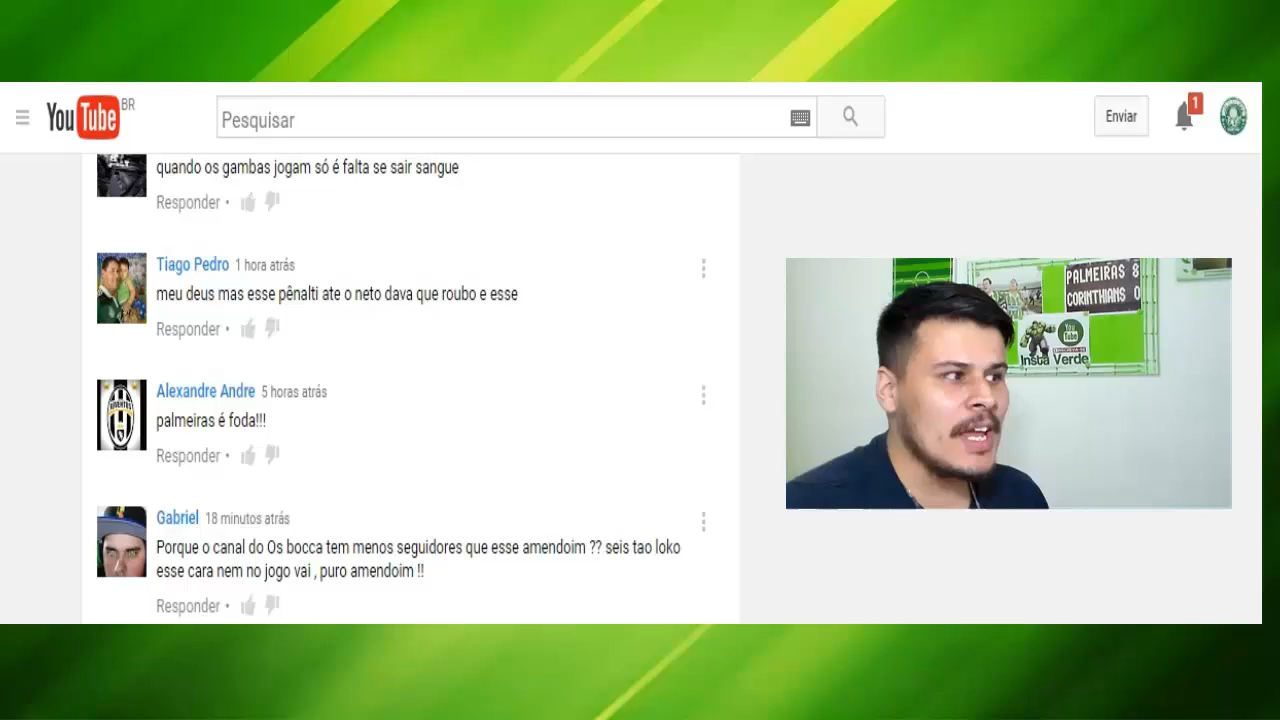 YouTube BR
Pesquisar
Enviar
1
quando os gambas jogam só é falta se sair sangue
Responder •
Tiago Pedro 1 hora atrás
meu deus mas esse pênalti ate o neto dava que roubo e esse
Responder •
Alexandre Andre 5 horas atrás
palmeiras é foda!!!
Responder •
Gabriel 18 minutos atrás
Porque o canal do Os bocca tem menos seguidores que esse amendoim ?? seis tao loko
esse cara nem no jogo vai , puro amendoim !!
Responder •
PALMEIRAS 8
CORINTHIANS 0
You
Tube
Insta Verde